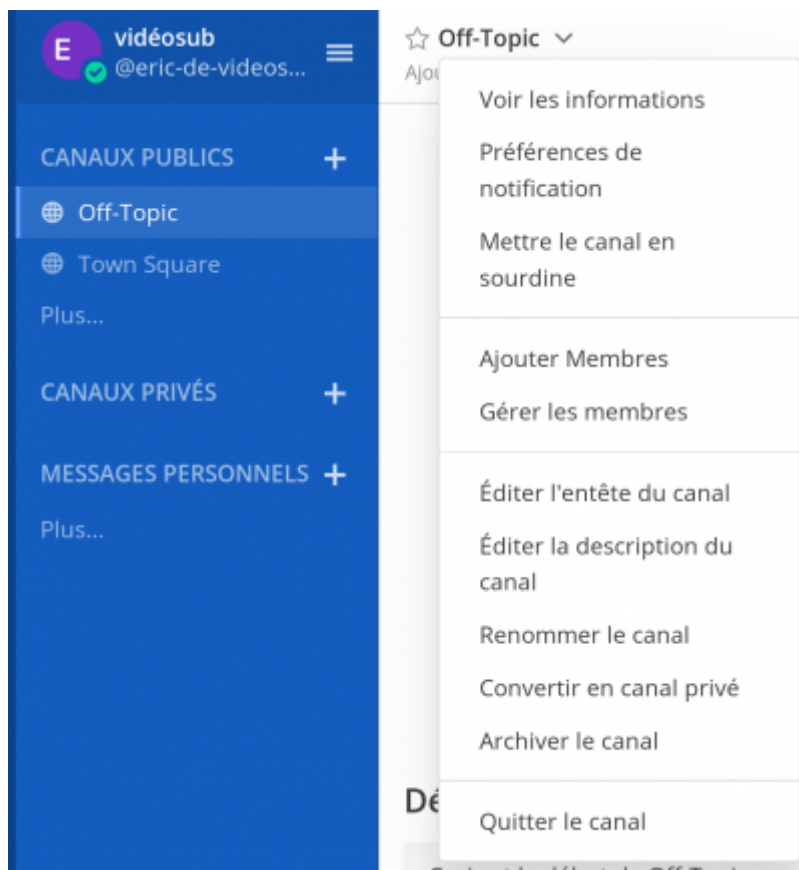 E
vidéosub
@eric-de-videos...
CANAUX PUBLICS +
Off-Topic
Town Square
Plus...
CANAUX PRIVÉS +
MESSAGES PERSONNELS +
Plus...
Off-Topic
Voir les informations
Préférences de
notification
Mettre le canal en
sourdine
Ajouter Membres
Gérer les membres
Éditer l'entête du canal
Éditer la description du
canal
Renommer le canal
Convertir en canal privé
Archiver le canal
Quitter le canal